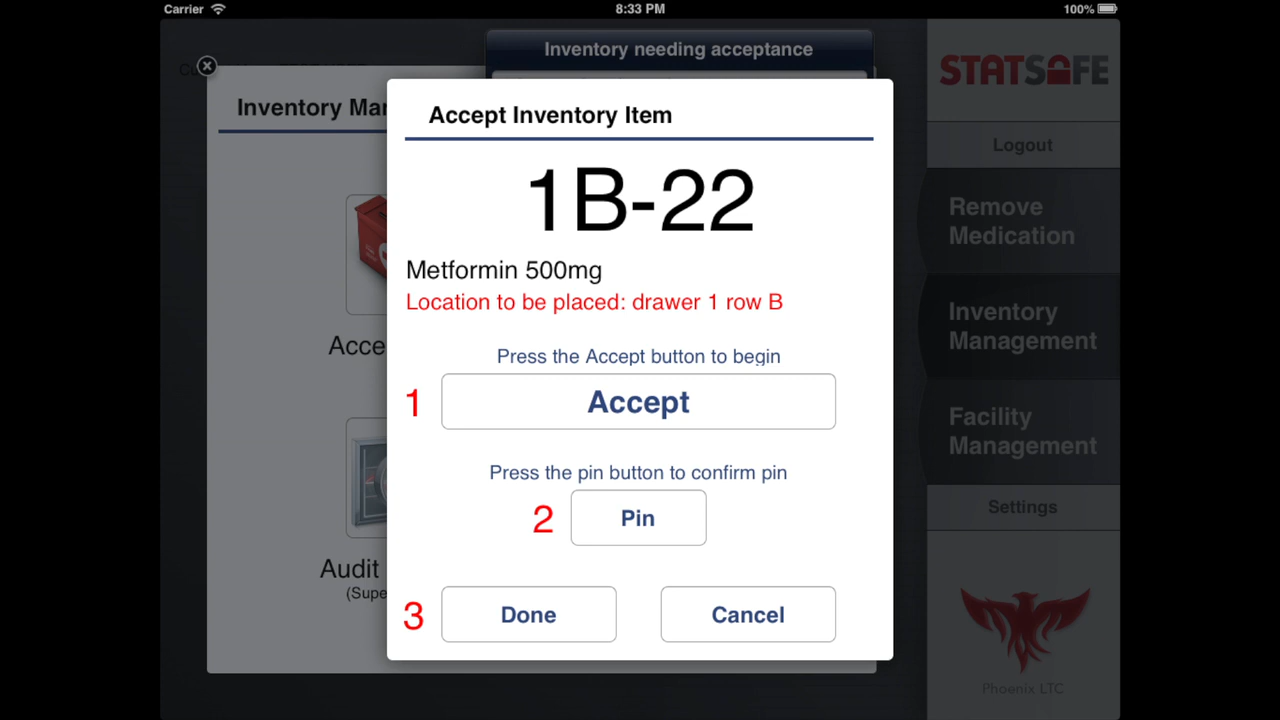 Carrier
8:33 PM
100%
Inventory needing acceptance
STATSAFE
Inventory Mar
Accept Inventory Item
Logout
1B-22
Remove
Medication
Metformin 500mg
Location to be placed: drawer 1 row B
Inventory
Management
Acce
Press the Accept button to begin
1
Accept
Facility
Management
Press the pin button to confirm pin
2
Pin
Settings
Audit
(Supe
3
Done
Cancel
Phoenix LTC